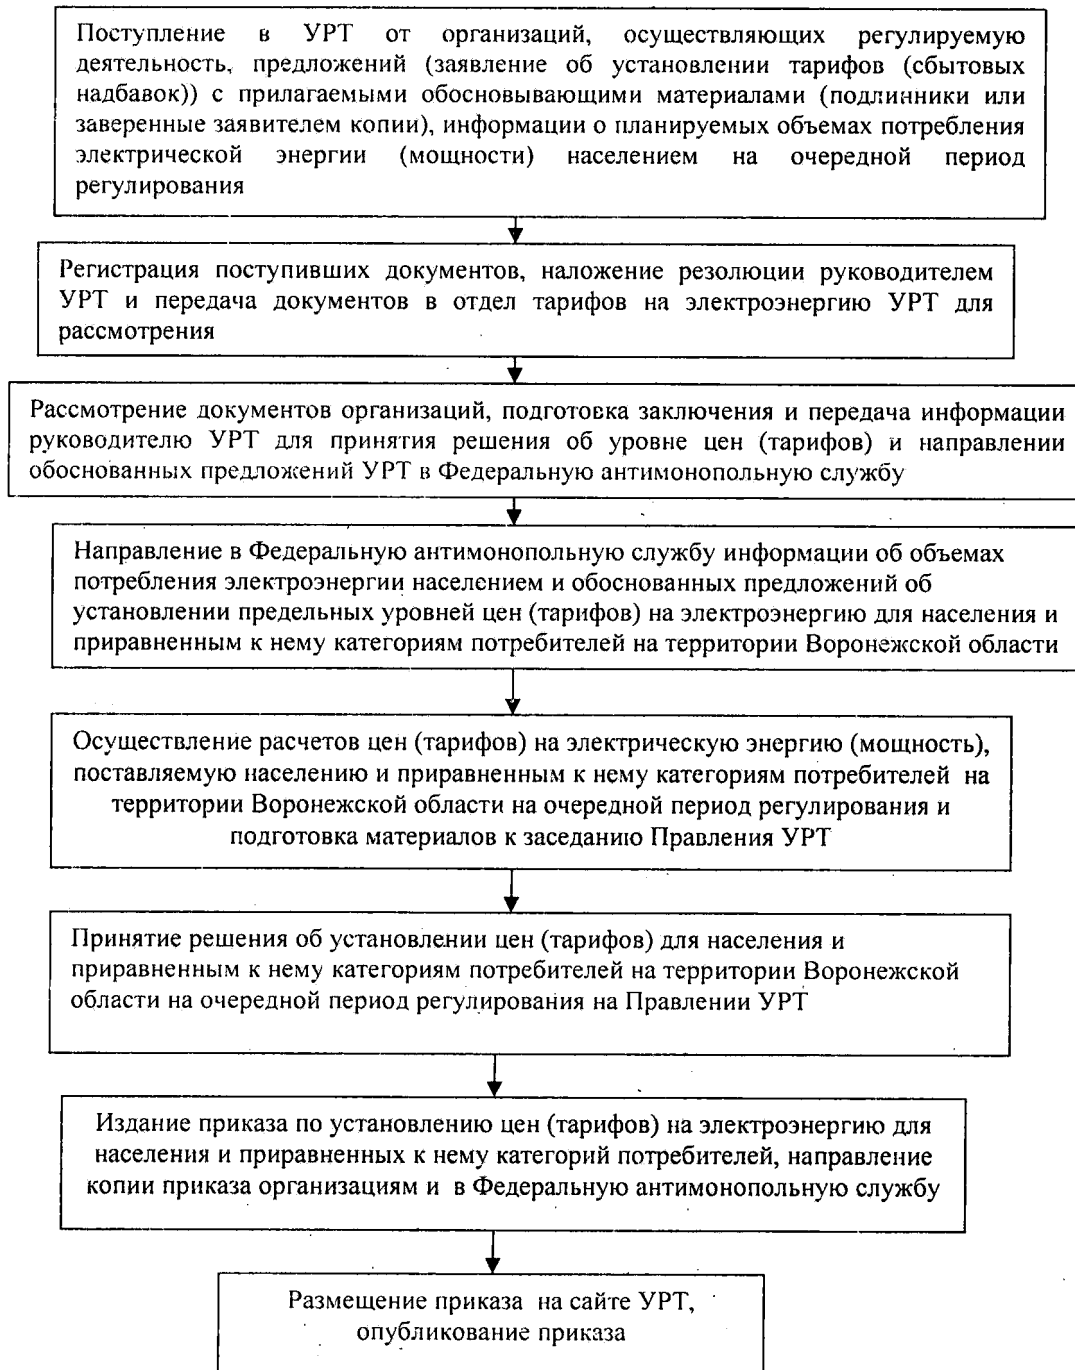 Поступление в УРТ от организаций, осуществляющих регулируемую
деятельность, предложений (заявление об установлении тарифов (сбытовых
надбавок)) с прилагаемыми обосновывающими материалами (подлинники или
заверенные заявителем копии), информации о планируемых объемах потребления
электрической энергии (мощности) населением на очередной период
регулирования
Регистрация поступивших документов, наложение резолюции руководителем
УРТ и передача документов в отдел тарифов на электроэнергию УРТ для
рассмотрения
Рассмотрение документов организаций, подготовка заключения и передача информации
руководителю УРТ для принятия решения об уровне цен (тарифов) и направлении
обоснованных предложений УРТ в Федеральную антимонопольную службу
Направление в Федеральную антимонопольную службу информации об объемах
потребления электроэнергии населением и обоснованных предложений об
установлении предельных уровней цен (тарифов) на электроэнергию для населения и
приравненным к нему категориям потребителей на территории Воронежской области
Осуществление расчетов цен (тарифов) на электрическую энергию (мощность),
поставляемую населению и приравненным к нему категориям потребителей на
территории Воронежской области на очередной период регулирования и
подготовка материалов к заседанию Правления УРТ
Принятие решения об установлении цен (тарифов) для населения и
приравненным к нему категориям потребителей на территории Воронежской
области на очередной период регулирования на Правлении УРТ
Издание приказа по установлению цен (тарифов) на электроэнергию для
населения и приравненных к нему категорий потребителей, направление
копии приказа организациям и в Федеральную антимонопольную службу
Размещение приказа на сайте УРТ,
опубликование приказа